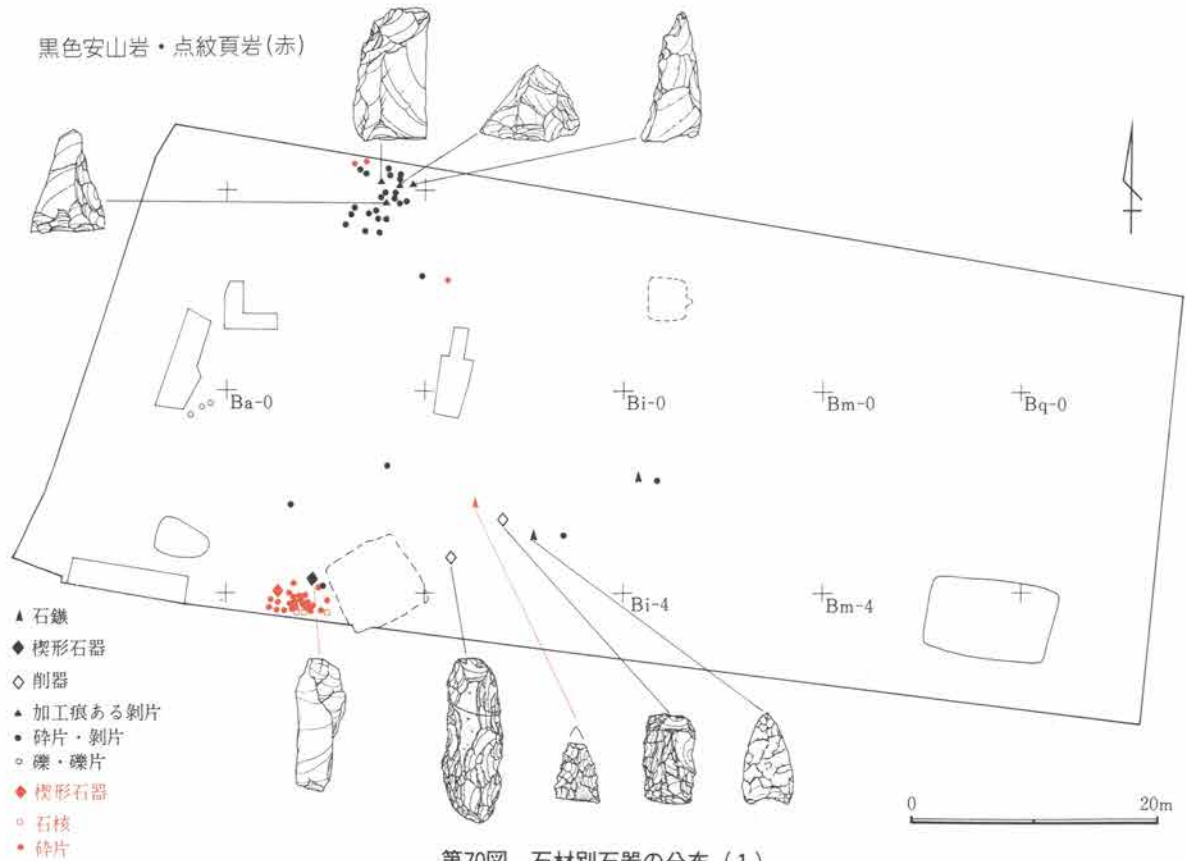 黒色安山岩・点紋頁岩(赤)
Ba-0
Bi-0
Bm-0
Bq-0
Bi-4
Bm-4
石鏃
楔形石器
削器
加工痕ある剝片
砕片・剝片
礫・礫片
楔形石器
石核
砕片
0 20m
第70図 石材別石器の分布(1)